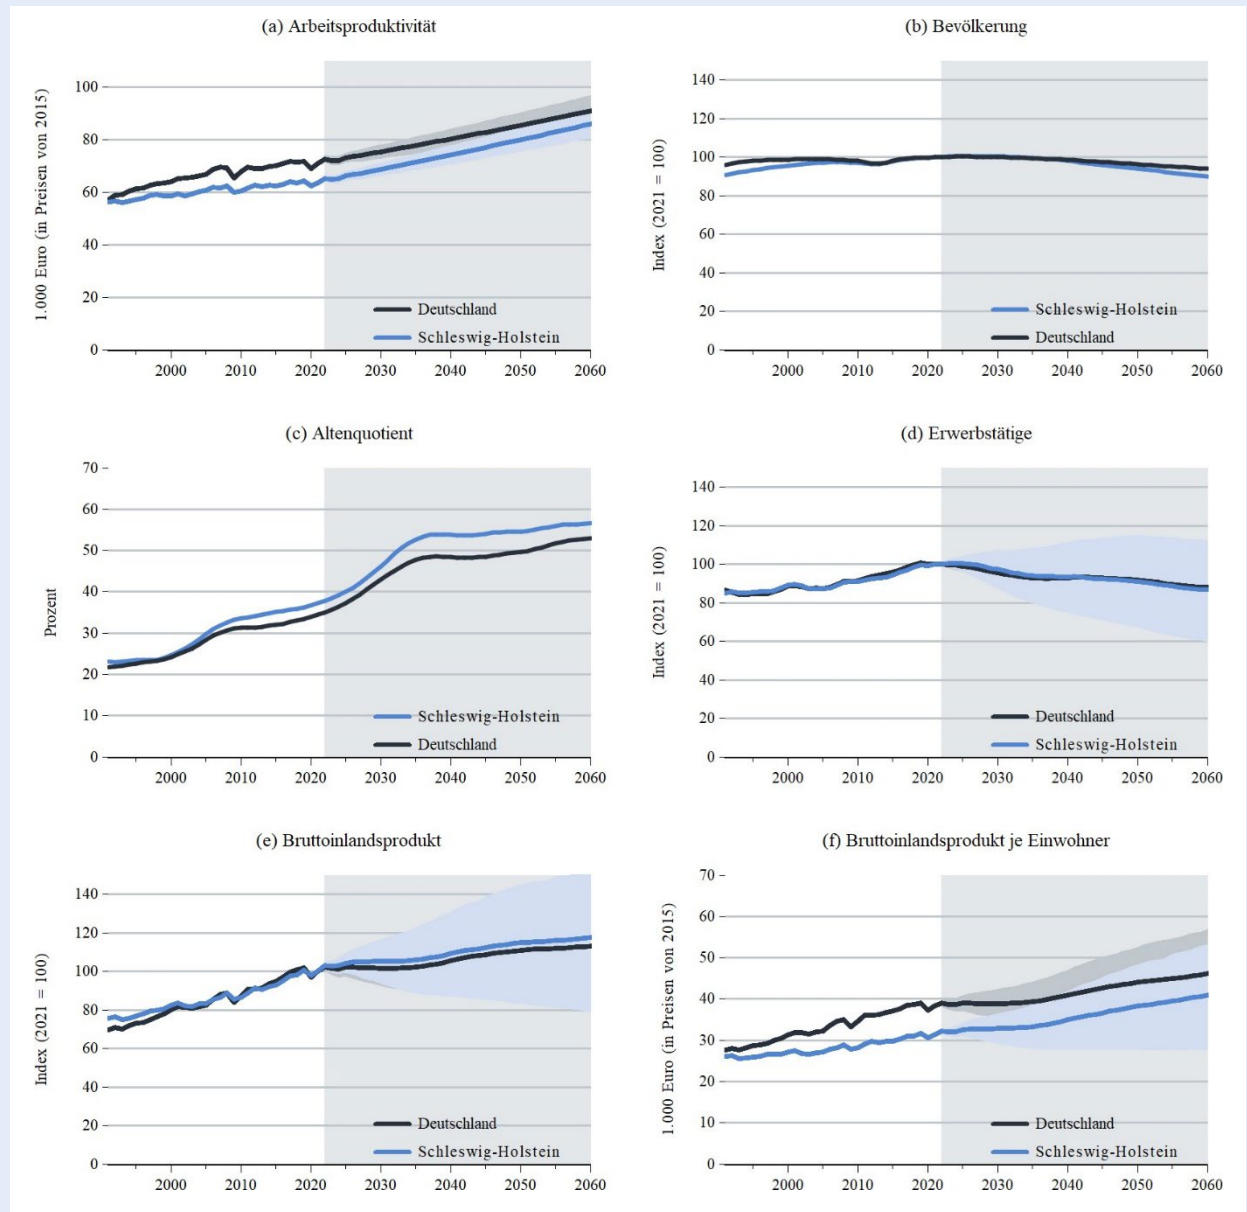 (a) Arbeitsproduktivität
1.000 Euro (in Preisen von 2015)
100
80
60
40
20
0
Deutschland
Schleswig-Holstein
2000 2010 2020 2030 2040 2050 2060
(b) Bevölkerung
Index (2021 = 100)
140
120
100
80
60
40
20
0
Schleswig-Holstein
Deutschland
2000 2010 2020 2030 2040 2050 2060
(c) Altenquotient
Prozent
70
60
50
40
30
20
10
0
Schleswig-Holstein
Deutschland
2000 2010 2020 2030 2040 2050 2060
(d) Erwerbstätige
Index (2021 = 100)
140
120
100
80
60
40
20
0
Deutschland
Schleswig-Holstein
2000 2010 2020 2030 2040 2050 2060
(e) Bruttoinlandsprodukt
Index (2021 = 100)
140
120
100
80
60
40
20
0
Deutschland
Schleswig-Holstein
2000 2010 2020 2030 2040 2050 2060
(f) Bruttoinlandsprodukt je Einwohner
1.000 Euro (in Preisen von 2015)
70
60
50
40
30
20
10
0
Deutschland
Schleswig-Holstein
2000 2010 2020 2030 2040 2050 2060